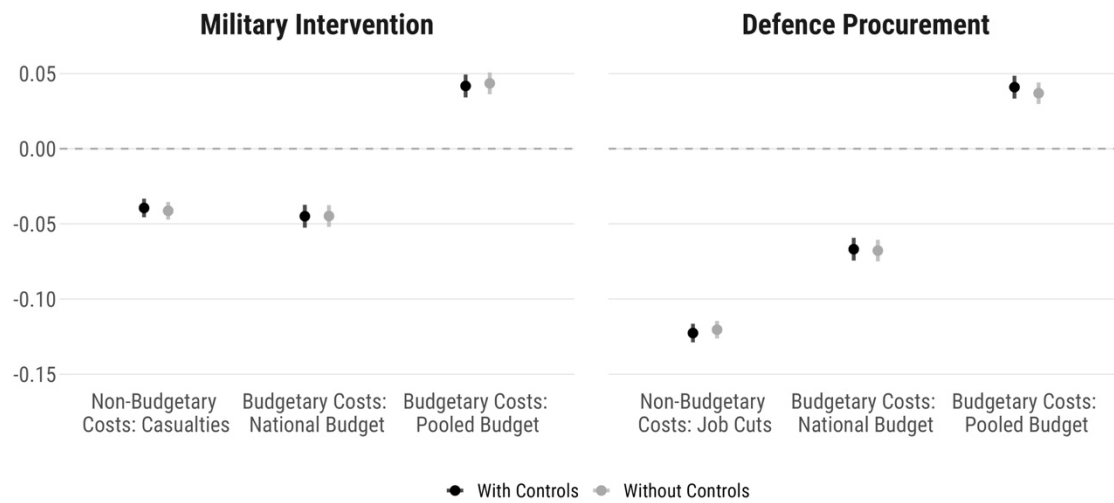 Military Intervention
Defence Procurement
0.05
0.00
-0.05
-0.10
-0.15
Non-Budgetary
Costs: Casualties
Budgetary Costs:
National Budget
Budgetary Costs:
Pooled Budget
Non-Budgetary
Costs: Job Cuts
Budgetary Costs:
National Budget
Budgetary Costs:
Pooled Budget
With Controls
Without Controls